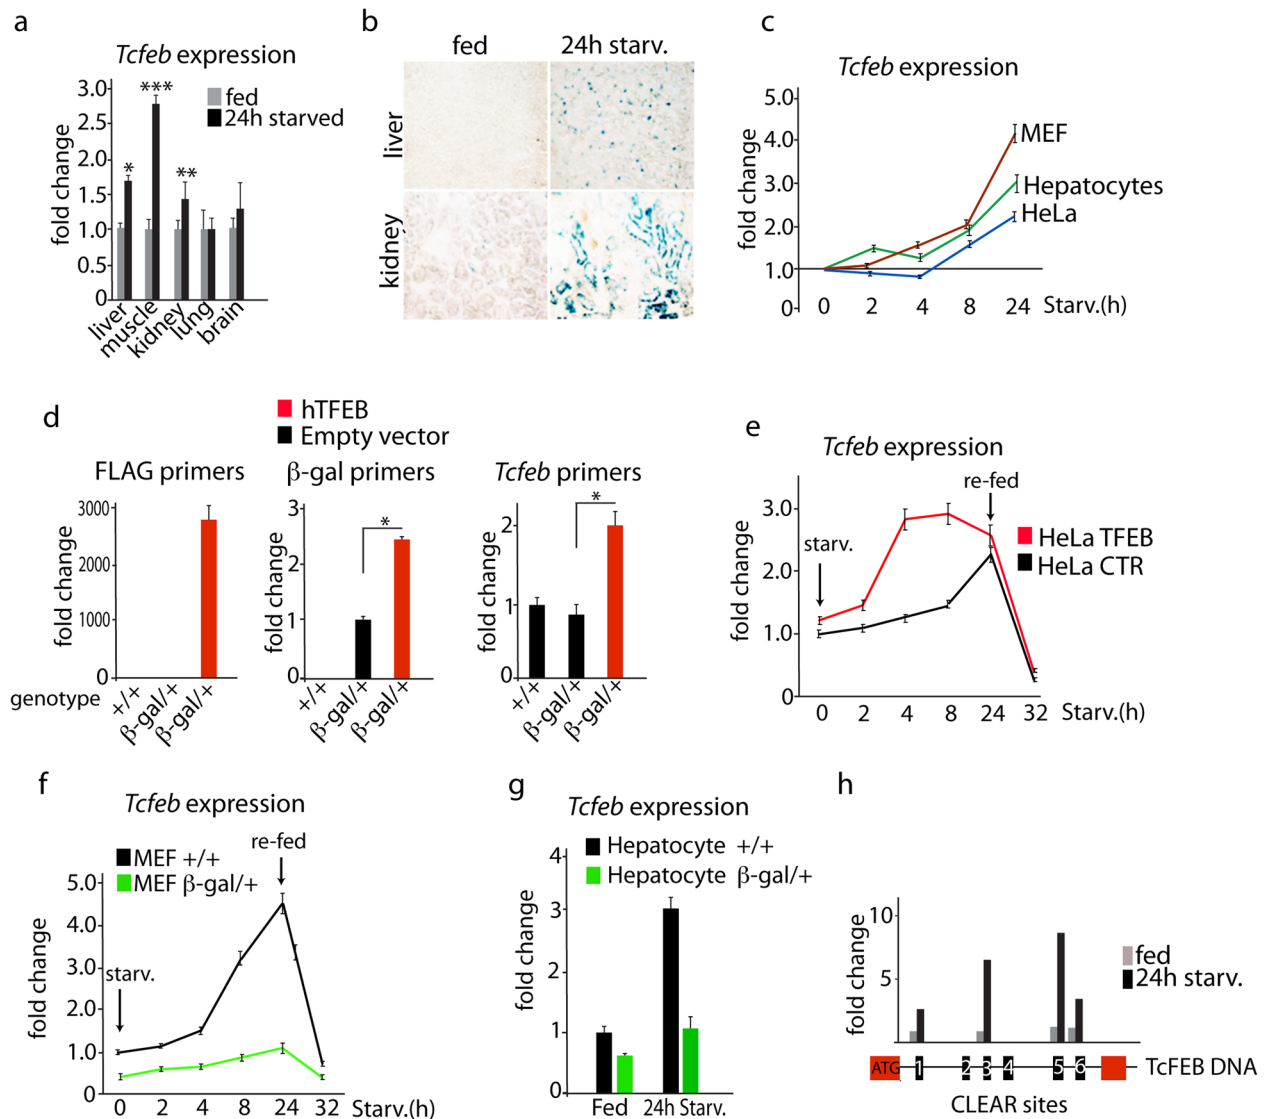 a
Tcfeb expression
fold change
3.0
2.5
2.0
1.5
1.0
0.5
0
fed
24h starved
*
***
**
liver
muscle
kidney
lung
brain
b
fed
24h starv.
liver
kidney
c
Tcfeb expression
fold change
5.0
3.0
2.0
1.0
0
MEF
Hepatocytes
HeLa
0 2 4 8 24 Starv.(h)
d
hTFEB
Empty vector
FLAG primers
fold change
3000
2000
1000
0
genotype
+/+
β-gal/+
β-gal/+
β-gal primers
fold change
3
2
1
0
*
+/+
β-gal/+
β-gal/+
Tcfeb primers
fold change
2
1
0
*
+/+
β-gal/+
β-gal/+
e
Tcfeb expression
re-fed
starv.
fold change
3.0
2.0
1.0
0
HeLa TFEB
HeLa CTR
0 2 4 8 24 32 Starv.(h)
f
Tcfeb expression
re-fed
MEF +/+
MEF β-gal/+
starv.
fold change
5.0
4.0
3.0
2.0
1.0
0
0 2 4 8 24 32 Starv.(h)
g
Tcfeb expression
Hepatocyte +/+
Hepatocyte β-gal/+
fold change
4
3
2
1
0
Fed 24h Starv.
h
fold change
10
5
fed
24h starv.
ATG 1 2 3 4 5 6 TcFEB DNA
CLEAR sites